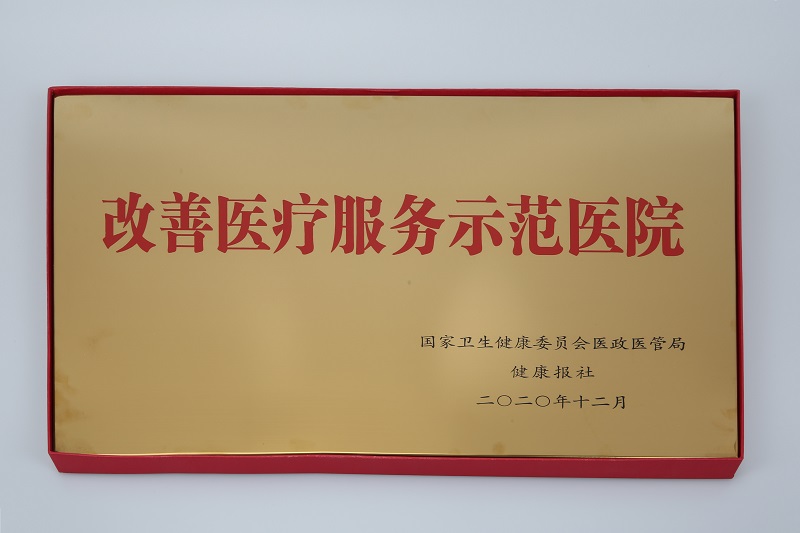 改善医疗服务示范医院
国家卫生健康委员会医政医管局
健康报社
二〇二〇年十二月